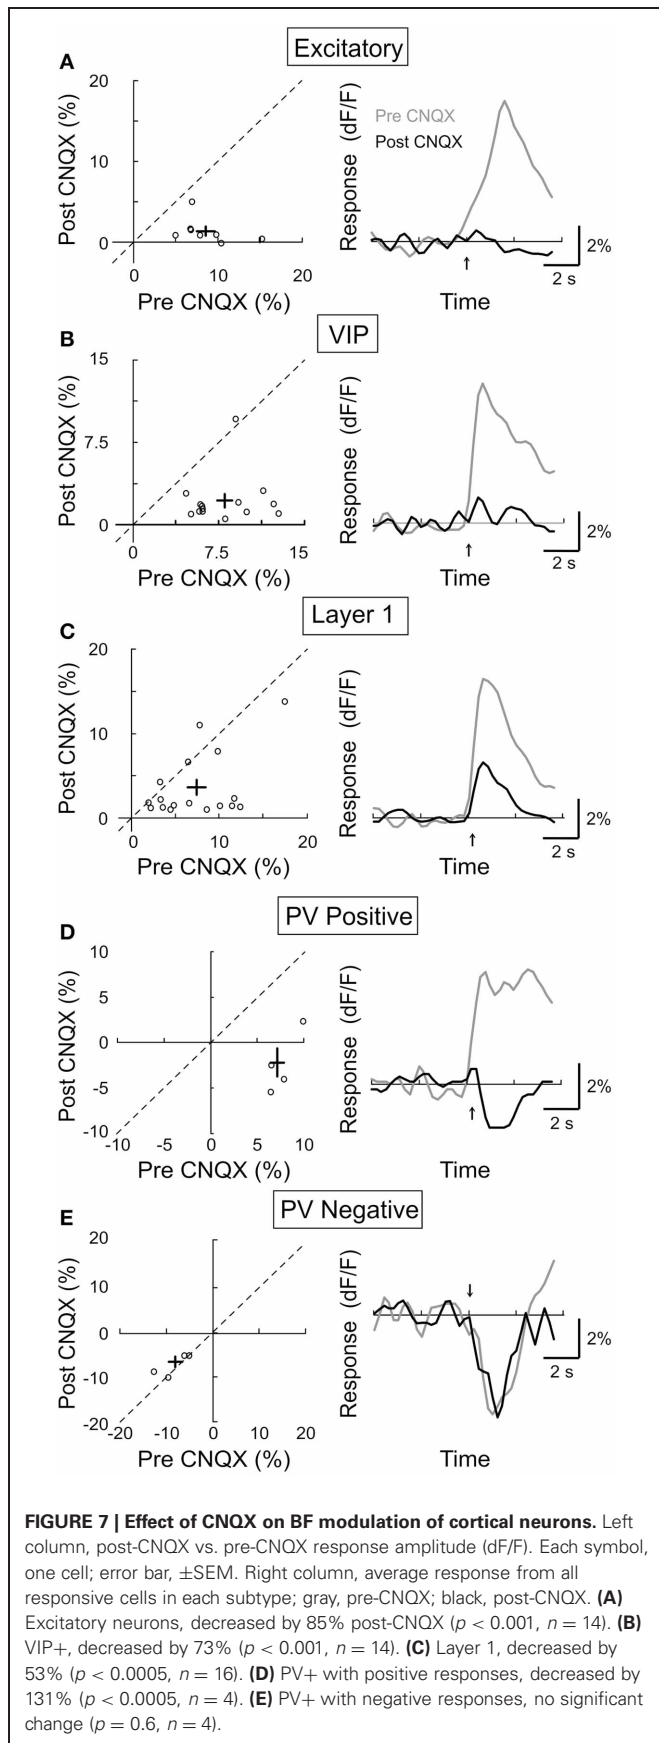 Excitatory
A
20
10
0
Post CNQX (%)
0
10
20
Pre CNQX (%)
Response (dF/F)
Pre CNQX
Post CNQX
2%
2 s
Time
VIP
B
15
7.5
0
Post CNQX (%)
0
7.5
15
Pre CNQX (%)
Response (dF/F)
2%
2 s
Time
Layer 1
C
20
10
0
Post CNQX (%)
0
10
20
Pre CNQX (%)
Response (dF/F)
2%
2 s
Time
PV Positive
D
10
5
0
-5
-10
Post CNQX (%)
-10
-5
0
5
10
Pre CNQX (%)
Response (dF/F)
2%
2 s
Time
PV Negative
E
20
10
0
-10
-20
Post CNQX (%)
-20
-10
0
10
20
Pre CNQX (%)
Response (dF/F)
2%
2 s
Time
FIGURE 7 | Effect of CNQX on BF modulation of cortical neurons. Left
column, post-CNQX vs. pre-CNQX response amplitude (dF/F). Each symbol,
one cell; error bar, ±SEM. Right column, average response from all
responsive cells in each subtype; gray, pre-CNQX; black, post-CNQX. (A)
Excitatory neurons, decreased by 85% post-CNQX (p < 0.001, n = 14). (B)
VIP+, decreased by 73% (p < 0.001, n = 14). (C) Layer 1, decreased by
53% (p < 0.0005, n = 16). (D) PV+ with positive responses, decreased by
131% (p < 0.0005, n = 4). (E) PV+ with negative responses, no significant
change (p = 0.6, n = 4).